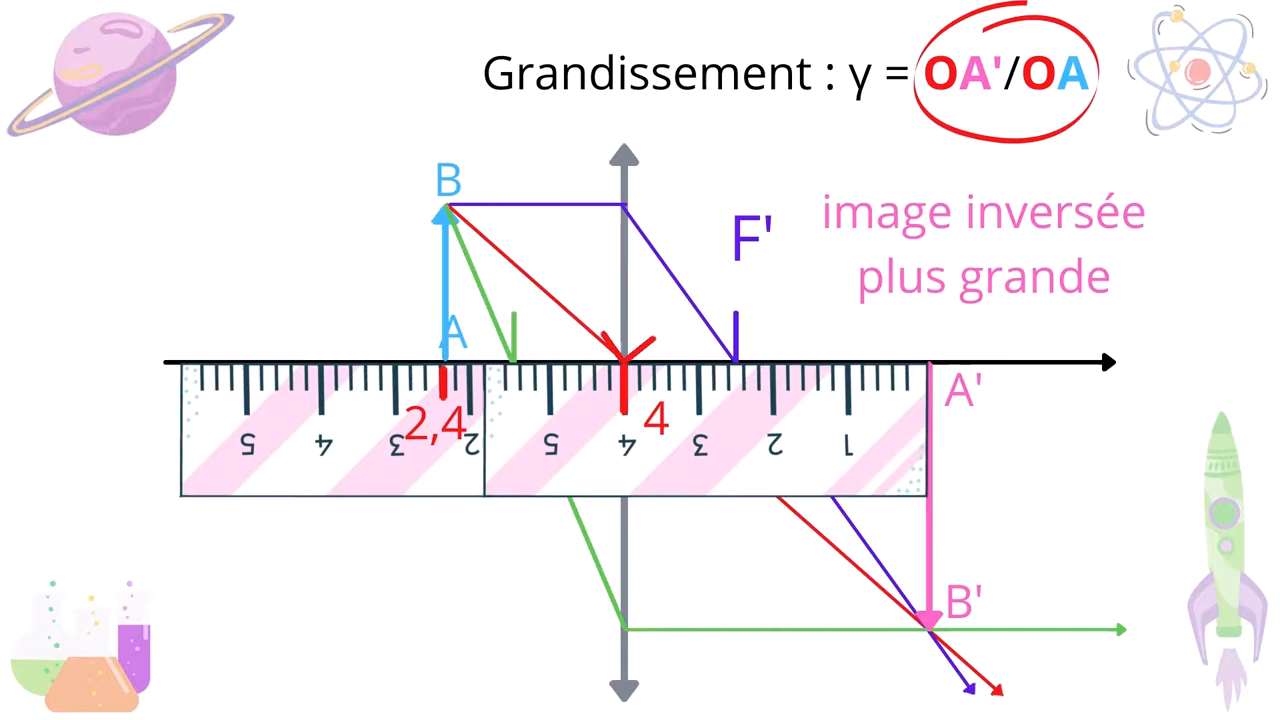 Grandissement : γ = OA'/OA
B
F'
image inversée
plus grande
A
A'
2,4
4
5 4 3 2 5 4 3 2 1
B'